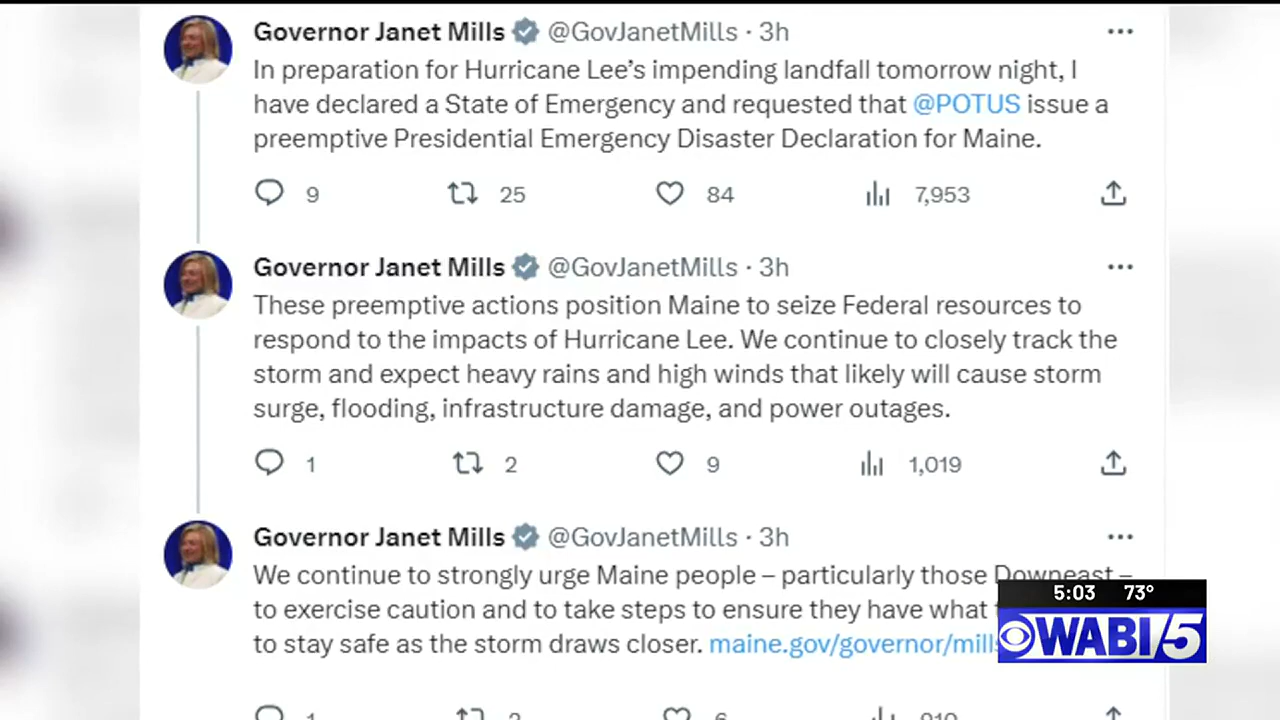 Governor Janet Mills @GovJanetMills · 3h
In preparation for Hurricane Lee's impending landfall tomorrow night, I
have declared a State of Emergency and requested that @POTUS issue a
preemptive Presidential Emergency Disaster Declaration for Maine.
9 25 84 7,953
Governor Janet Mills @GovJanetMills · 3h
These preemptive actions position Maine to seize Federal resources to
respond to the impacts of Hurricane Lee. We continue to closely track the
storm and expect heavy rains and high winds that likely will cause storm
surge, flooding, infrastructure damage, and power outages.
1 2 9 1,019
Governor Janet Mills @GovJanetMills · 3h
We continue to strongly urge Maine people – particularly those Downeast –
to exercise caution and to take steps to ensure they have what
to stay safe as the storm draws closer. maine.gov/governor/mills
5:03 73°
WABI 5